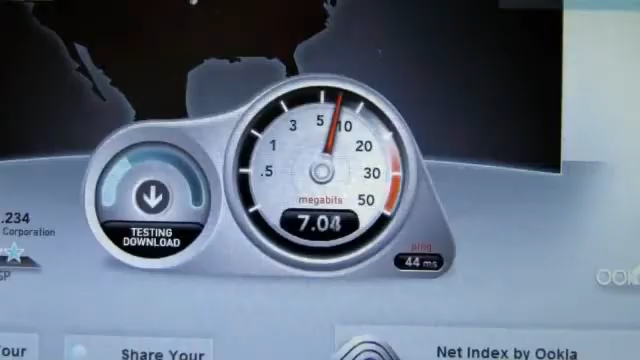 5
10
3
20
1
30
.5
50
megabits
7.04
TESTING
DOWNLOAD
ping
44 ms
.234
Corporation
Share Your
Net Index by Ookla